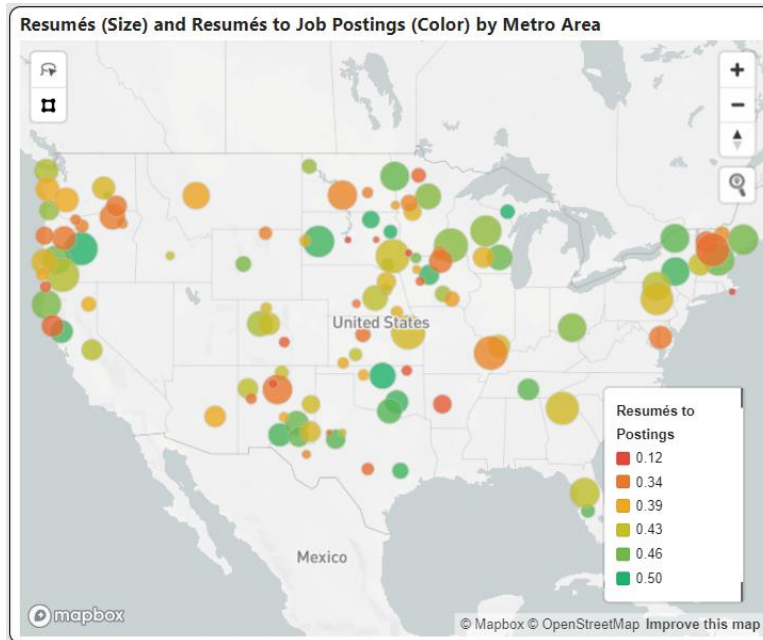 Resumés (Size) and Resumés to Job Postings (Color) by Metro Area
United States
Mexico
Resumés to
Postings
0.12
0.34
0.39
0.43
0.46
0.50
mapbox
© Mapbox © OpenStreetMap Improve this map